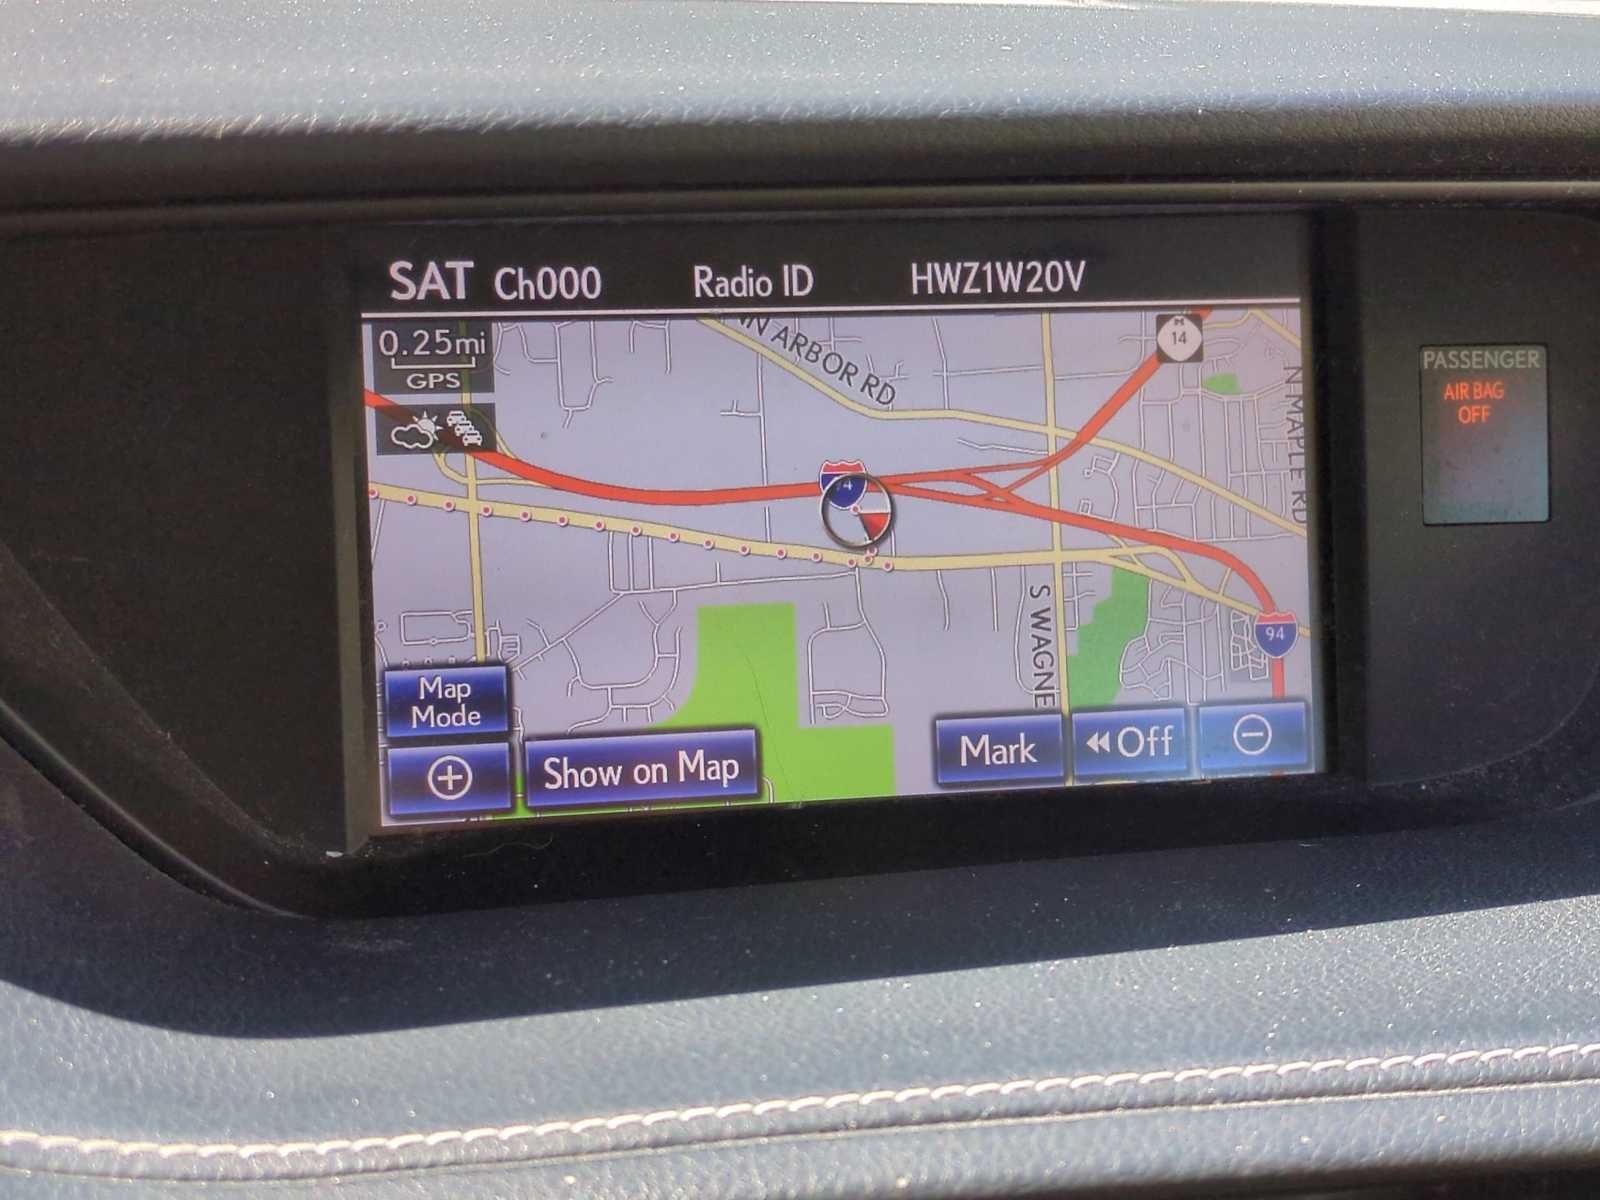 SAT Ch000 Radio ID HWZ1W20V
0.25mi
GPS
14
ARBOR RD
N MAPLE RD
94
S WAGNE
94
Map
Mode
Show on Map
Mark
Off
PASSENGER
AIR BAG
OFF